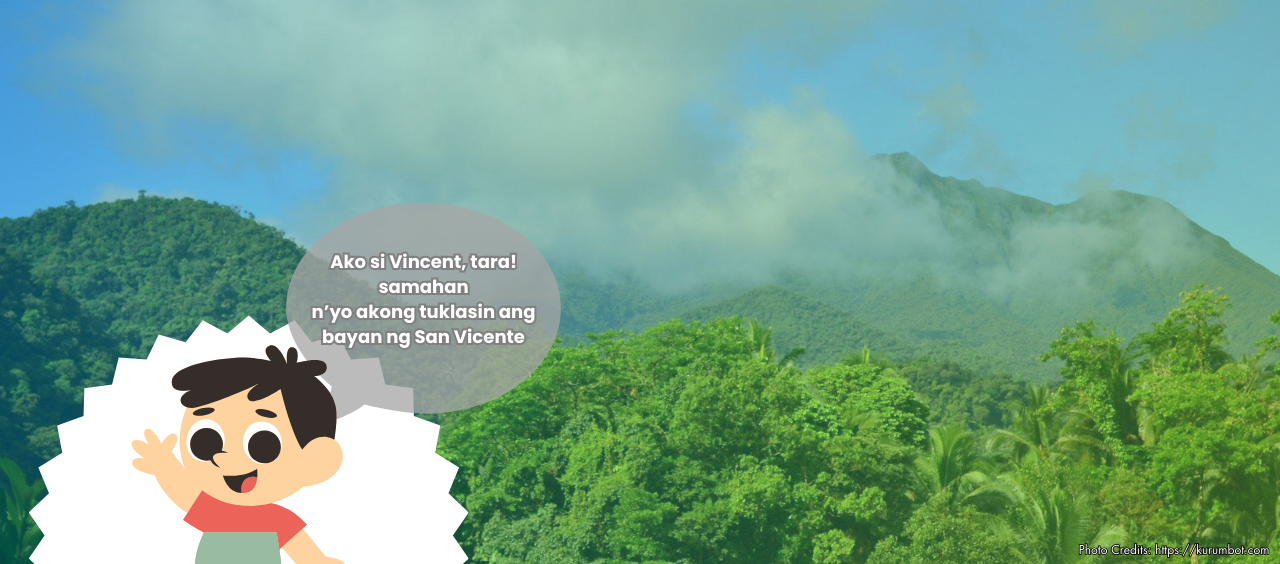 Ako si Vincent, tara!
samahan
n’yo akong tuklasin ang
bayan ng San Vicente
Photo Credits: https://kurumbot.com